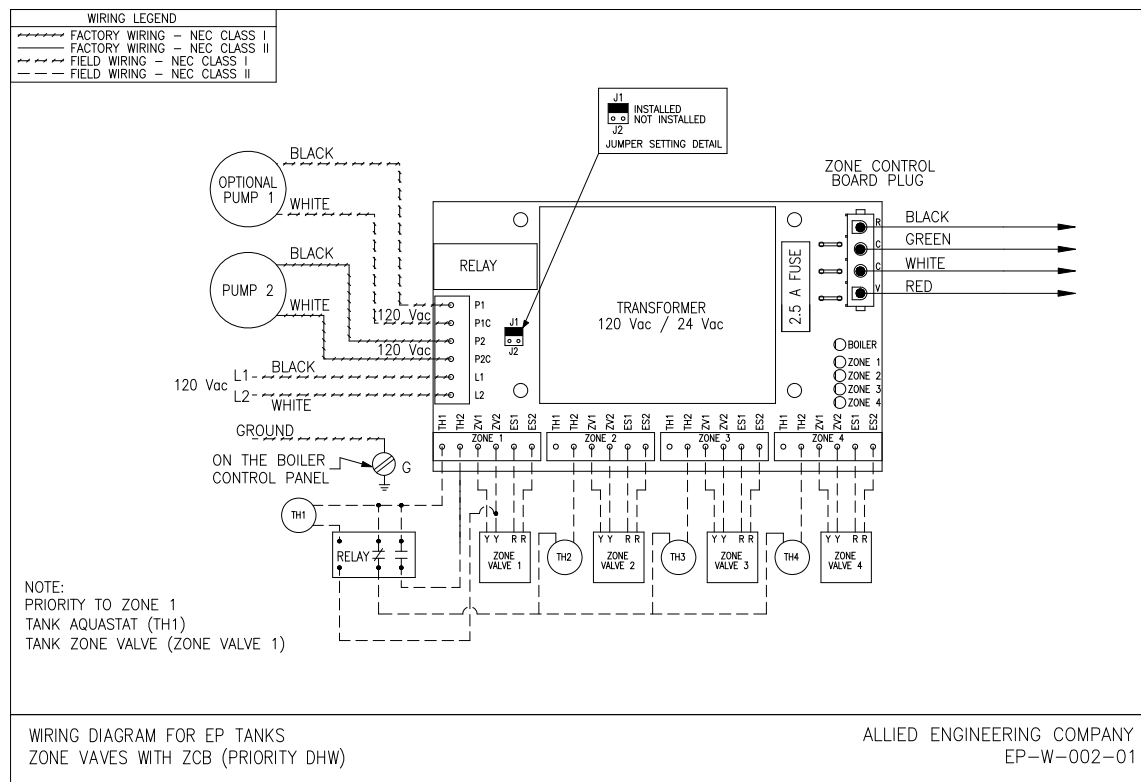 WIRING LEGEND
FACTORY WIRING – NEC CLASS I
FACTORY WIRING – NEC CLASS II
FIELD WIRING – NEC CLASS I
FIELD WIRING – NEC CLASS II
J1
INSTALLED
NOT INSTALLED
J2
JUMPER SETTING DETAIL
OPTIONAL
PUMP 1
BLACK
WHITE
PUMP 2
BLACK
WHITE
120 Vac
120 Vac
120 Vac
L1
BLACK
L2
WHITE
GROUND
ON THE BOILER
CONTROL PANEL
G
RELAY
P1
P1C
P2
P2C
L1
L2
J1
J2
TRANSFORMER
120 Vac / 24 Vac
2.5 A FUSE
ZONE CONTROL
BOARD PLUG
R
C
C
V
BLACK
GREEN
WHITE
RED
BOILER
ZONE 1
ZONE 2
ZONE 3
ZONE 4
TH1 TH2 ZV1 ZV2 ES1 ES2
ZONE 1
TH1 TH2 ZV1 ZV2 ES1 ES2
ZONE 2
TH1 TH2 ZV1 ZV2 ES1 ES2
ZONE 3
TH1 TH2 ZV1 ZV2 ES1 ES2
ZONE 4
TH1
RELAY
Y Y R R
ZONE
VALVE 1
TH2
Y Y R R
ZONE
VALVE 2
TH3
Y Y R R
ZONE
VALVE 3
TH4
Y Y R R
ZONE
VALVE 4
NOTE:
PRIORITY TO ZONE 1
TANK AQUASTAT (TH1)
TANK ZONE VALVE (ZONE VALVE 1)
WIRING DIAGRAM FOR EP TANKS
ZONE VAVES WITH ZCB (PRIORITY DHW)
ALLIED ENGINEERING COMPANY
EP–W–002–01